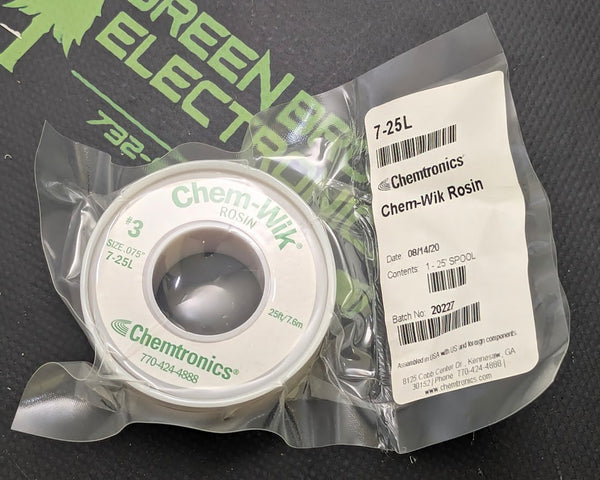 GREEN BR
ELECTRONIC
732-
Chem-Wik®
ROSIN
#3
SIZE .075"
7-25L
25ft/7.6m
Chemtronics®
770-424-4888
7-25L
Chemtronics®
Chem-Wik Rosin
Date: 08/14/20
Contents: 1 - 25' SPOOL
Batch No: 20227
Assembled in USA with US and foreign components
8125 Cobb Center Dr., Kennesaw, GA
30152 | Phone 770-424-4888 |
www.chemtronics.com